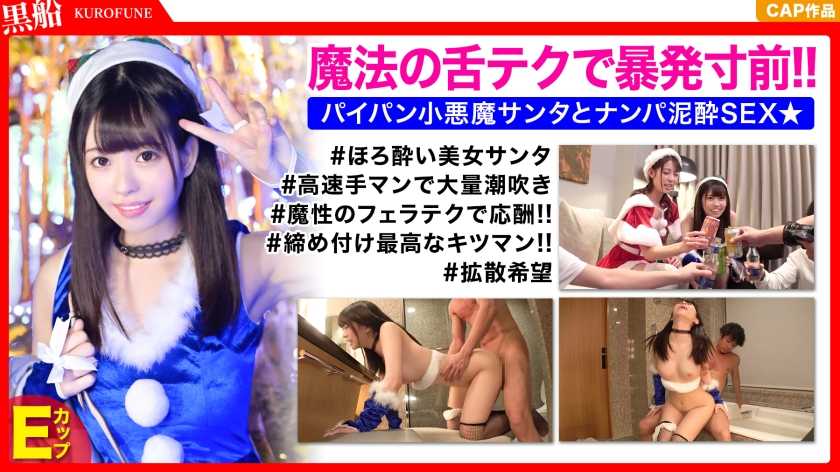 黒船 KUROFUNE
CAP作品
魔法の舌テクで暴発寸前!!
パイパン小悪魔サンタとナンパ泥酔SEX★
#ほろ酔い美女サンタ
#高速手マンで大量潮吹き
#魔性のフェラテクで応酬!!
#締め付け最高なキツマン!!
#拡散希望
Eカップ